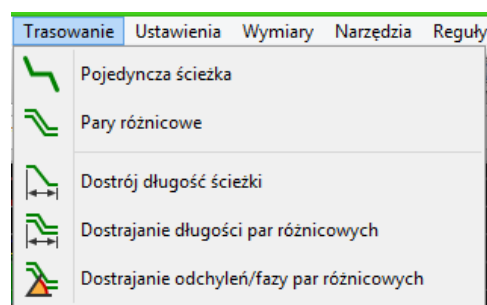 Trasowanie Ustawienia Wymiary Narzędzia Reguły
Pojedyncza ścieżka
Pary różnicowe
Dostrój długość ścieżki
Dostrajanie długości par różnicowych
Dostrajanie odchyleń/fazy par różnicowych